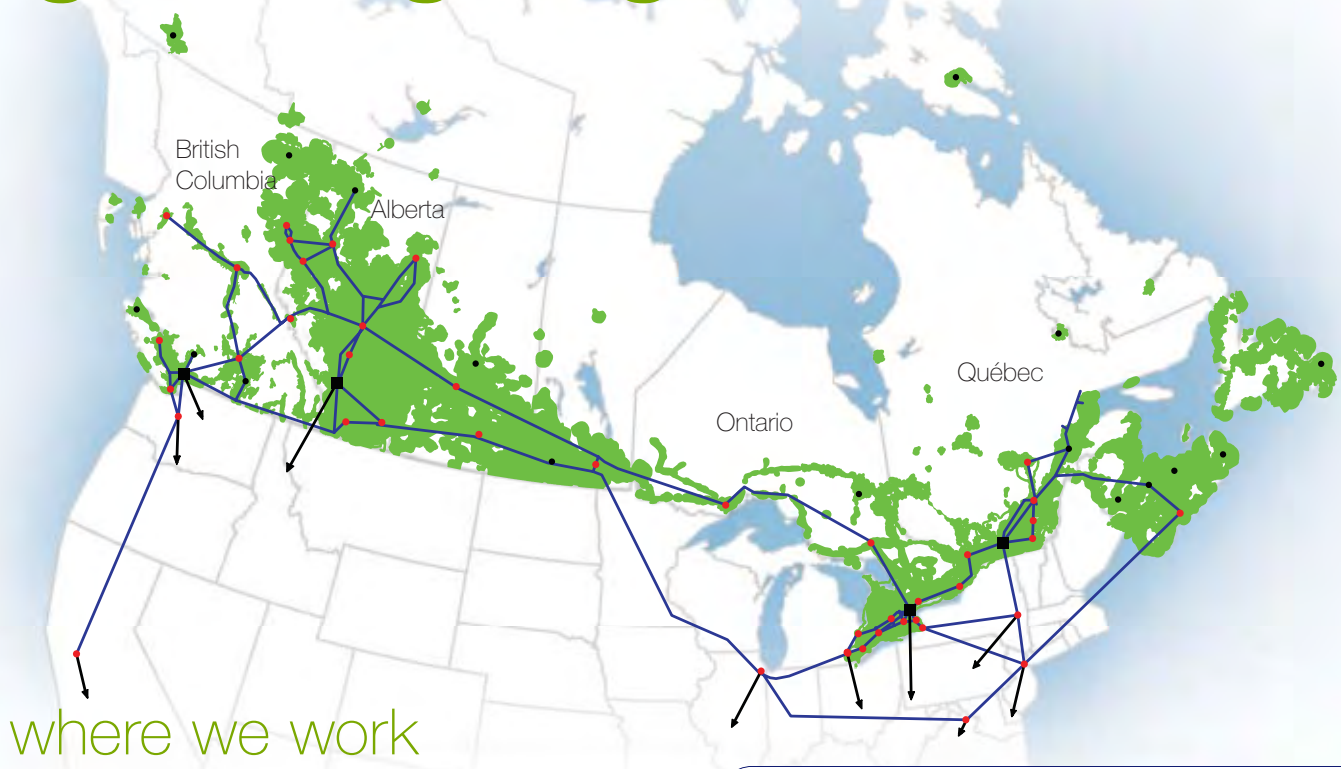 British
Columbia
Alberta
Québec
Ontario
where we work